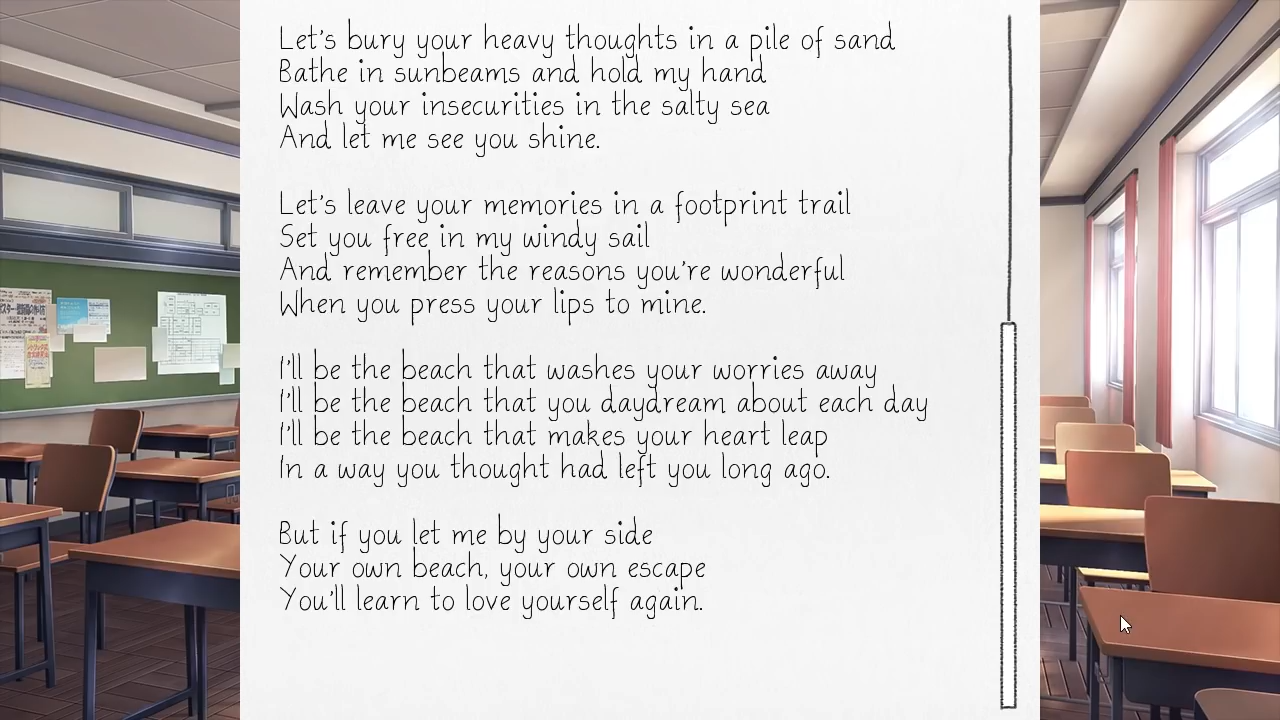 Let's bury your heavy thoughts in a pile of sand
Bathe in sunbeams and hold my hand
Wash your insecurities in the salty sea
And let me see you shine.

Let's leave your memories in a footprint trail
Set you free in my windy sail
And remember the reasons you're wonderful
When you press your lips to mine.

I'll be the beach that washes your worries away
I'll be the beach that you daydream about each day
I'll be the beach that makes your heart leap
In a way you thought had left you long ago.

But if you let me by your side
Your own beach, your own escape
You'll learn to love yourself again.